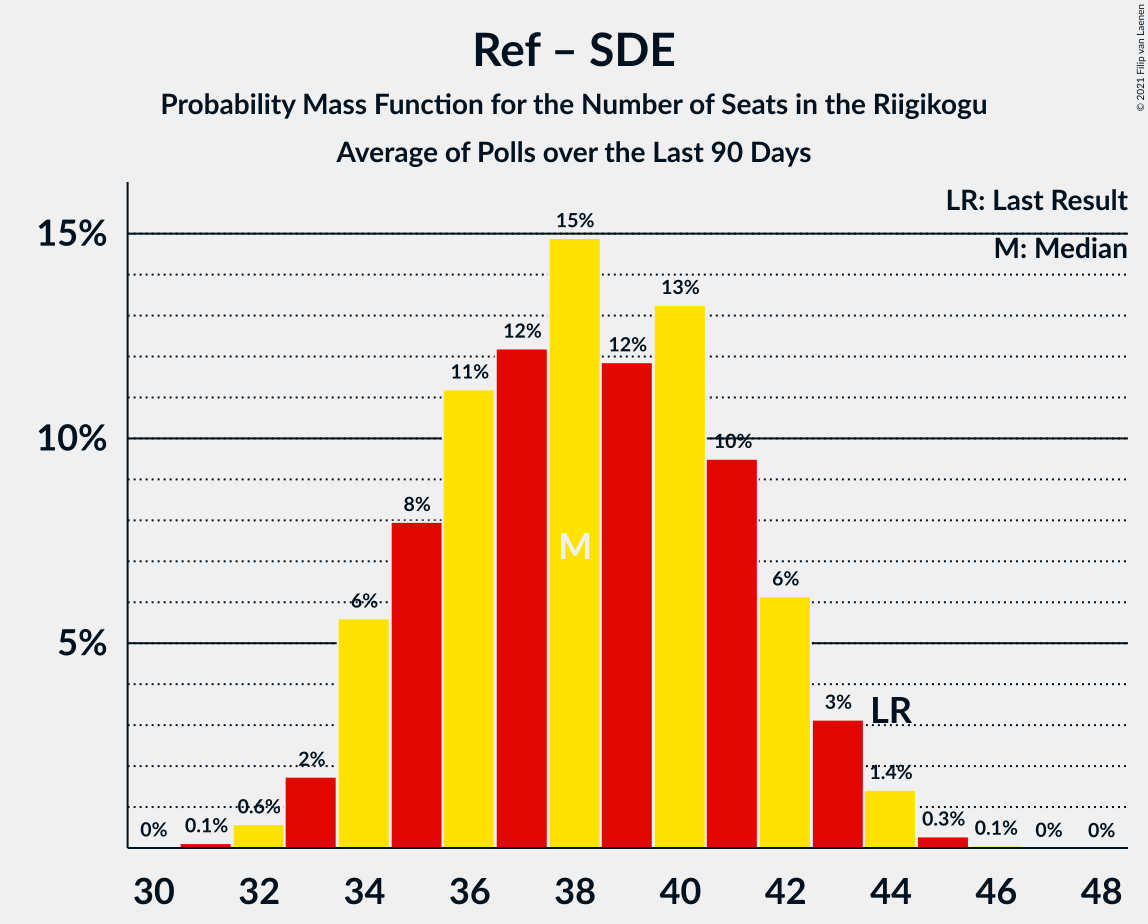 Ref – SDE
Probability Mass Function for the Number of Seats in the Riigikogu
Average of Polls over the Last 90 Days
© 2021 Filip van Laenen
LR: Last Result
M: Median
15%
10%
5%
0%
0.1%
0.6%
2%
6%
8%
11%
12%
15%
12%
13%
10%
6%
3%
1.4%
0.3%
0.1%
0%
0%
M
LR
30 32 34 36 38 40 42 44 46 48